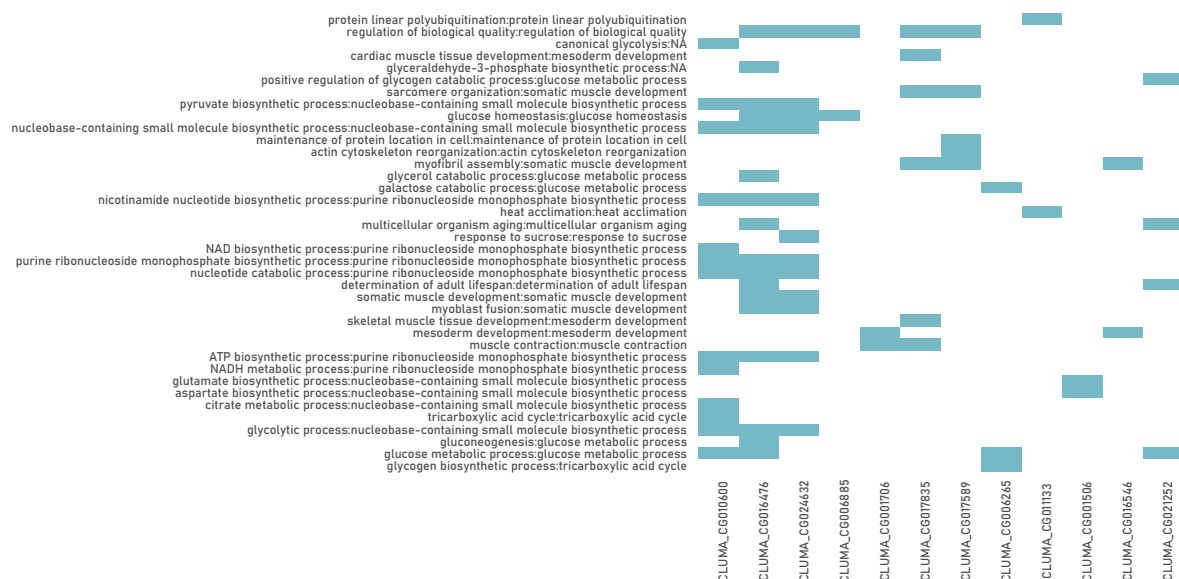 protein linear polyubiquitination:protein linear polyubiquitination
regulation of biological quality:regulation of biological quality
canonical glycolysis:NA
cardiac muscle tissue development:mesoderm development
glyceraldehyde-3-phosphate biosynthetic process:NA
positive regulation of glycogen catabolic process:glucose metabolic process
sarcomere organization:somatic muscle development
pyruvate biosynthetic process:nucleobase-containing small molecule biosynthetic process
glucose homeostasis:glucose homeostasis
nucleobase-containing small molecule biosynthetic process:nucleobase-containing small molecule biosynthetic process
maintenance of protein location in cell:maintenance of protein location in cell
actin cytoskeleton reorganization:actin cytoskeleton reorganization
myofibril assembly:somatic muscle development
glycerol catabolic process:glucose metabolic process
galactose catabolic process:glucose metabolic process
nicotinamide nucleotide biosynthetic process:purine ribonucleoside monophosphate biosynthetic process
heat acclimation:heat acclimation
multicellular organism aging:multicellular organism aging
response to sucrose:response to sucrose
NAD biosynthetic process:purine ribonucleoside monophosphate biosynthetic process
purine ribonucleoside monophosphate biosynthetic process:purine ribonucleoside monophosphate biosynthetic process
nucleotide catabolic process:purine ribonucleoside monophosphate biosynthetic process
determination of adult lifespan:determination of adult lifespan
somatic muscle development:somatic muscle development
myoblast fusion:somatic muscle development
skeletal muscle tissue development:mesoderm development
mesoderm development:mesoderm development
muscle contraction:muscle contraction
ATP biosynthetic process:purine ribonucleoside monophosphate biosynthetic process
NADH metabolic process:purine ribonucleoside monophosphate biosynthetic process
glutamate biosynthetic process:nucleobase-containing small molecule biosynthetic process
aspartate biosynthetic process:nucleobase-containing small molecule biosynthetic process
citrate metabolic process:nucleobase-containing small molecule biosynthetic process
tricarboxylic acid cycle:tricarboxylic acid cycle
glycolytic process:nucleobase-containing small molecule biosynthetic process
gluconeogenesis:glucose metabolic process
glucose metabolic process:glucose metabolic process
glycogen biosynthetic process:tricarboxylic acid cycle
CLUMA_CG010600
CLUMA_CG016476
CLUMA_CG024632
CLUMA_CG006885
CLUMA_CG001706
CLUMA_CG017835
CLUMA_CG017589
CLUMA_CG006265
CLUMA_CG011133
CLUMA_CG001506
CLUMA_CG016546
CLUMA_CG021252